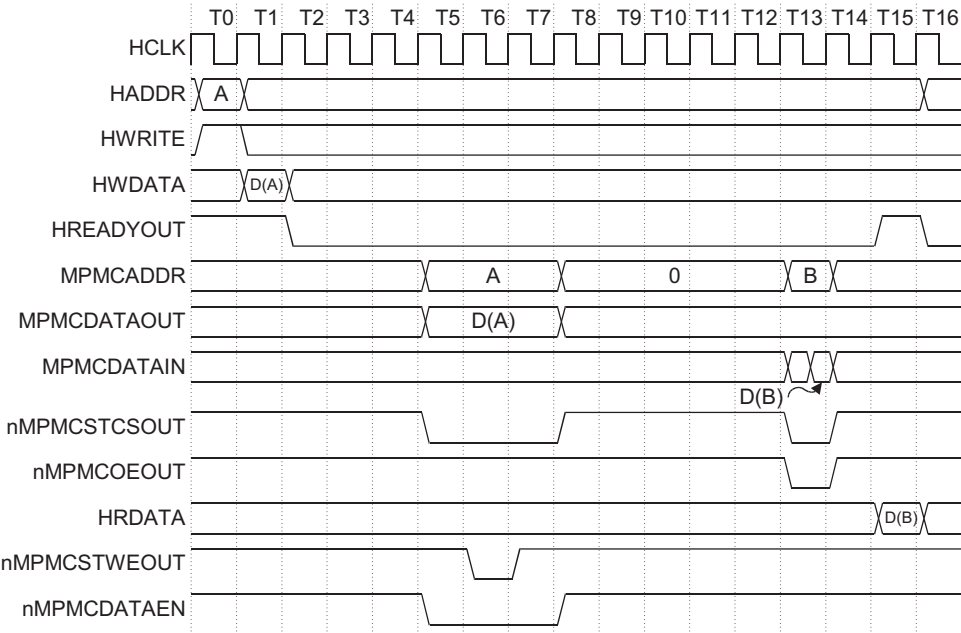 T0 T1 T2 T3 T4 T5 T6 T7 T8 T9 T10 T11 T12 T13 T14 T15 T16
HCLK
HADDR A
HWRITE
HWDATA D(A)
HREADYOUT
MPMCADDR A 0 B
MPMCDATAOUT D(A)
MPMCDATAIN
D(B)
nMPMCSTCSOUT
nMPMCOEOUT
HRDATA D(B)
nMPMCSTWEOUT
nMPMCDATAEN